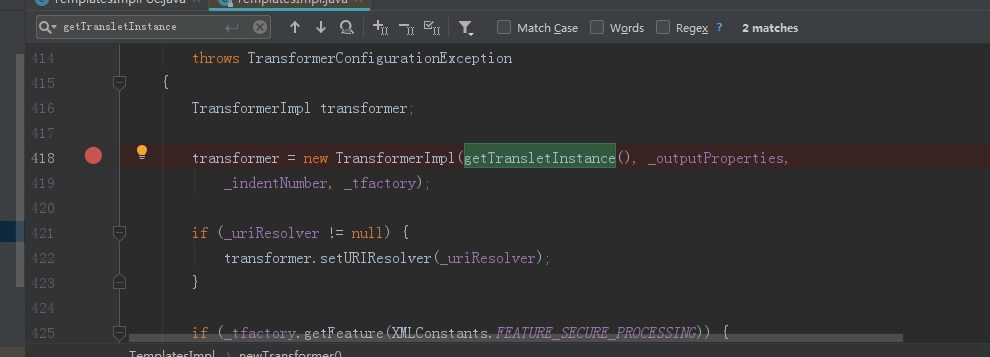 TemplatesImplPoc.java × TemplatesImpl.java ×
getTransletInstance Match Case Words Regex ? 2 matches
414 throws TransformerConfigurationException
415 {
416 TransformerImpl transformer;
417
418 transformer = new TransformerImpl(getTransletInstance(), _outputProperties,
419 _indentNumber, _tfactory);
420
421 if (_uriResolver != null) {
422 transformer.setURIResolver(_uriResolver);
423 }
424
425 if (_tfactory.getFeature(XMLConstants.FEATURE_SECURE_PROCESSING)) {
TemplatesImpl > newTransformer()